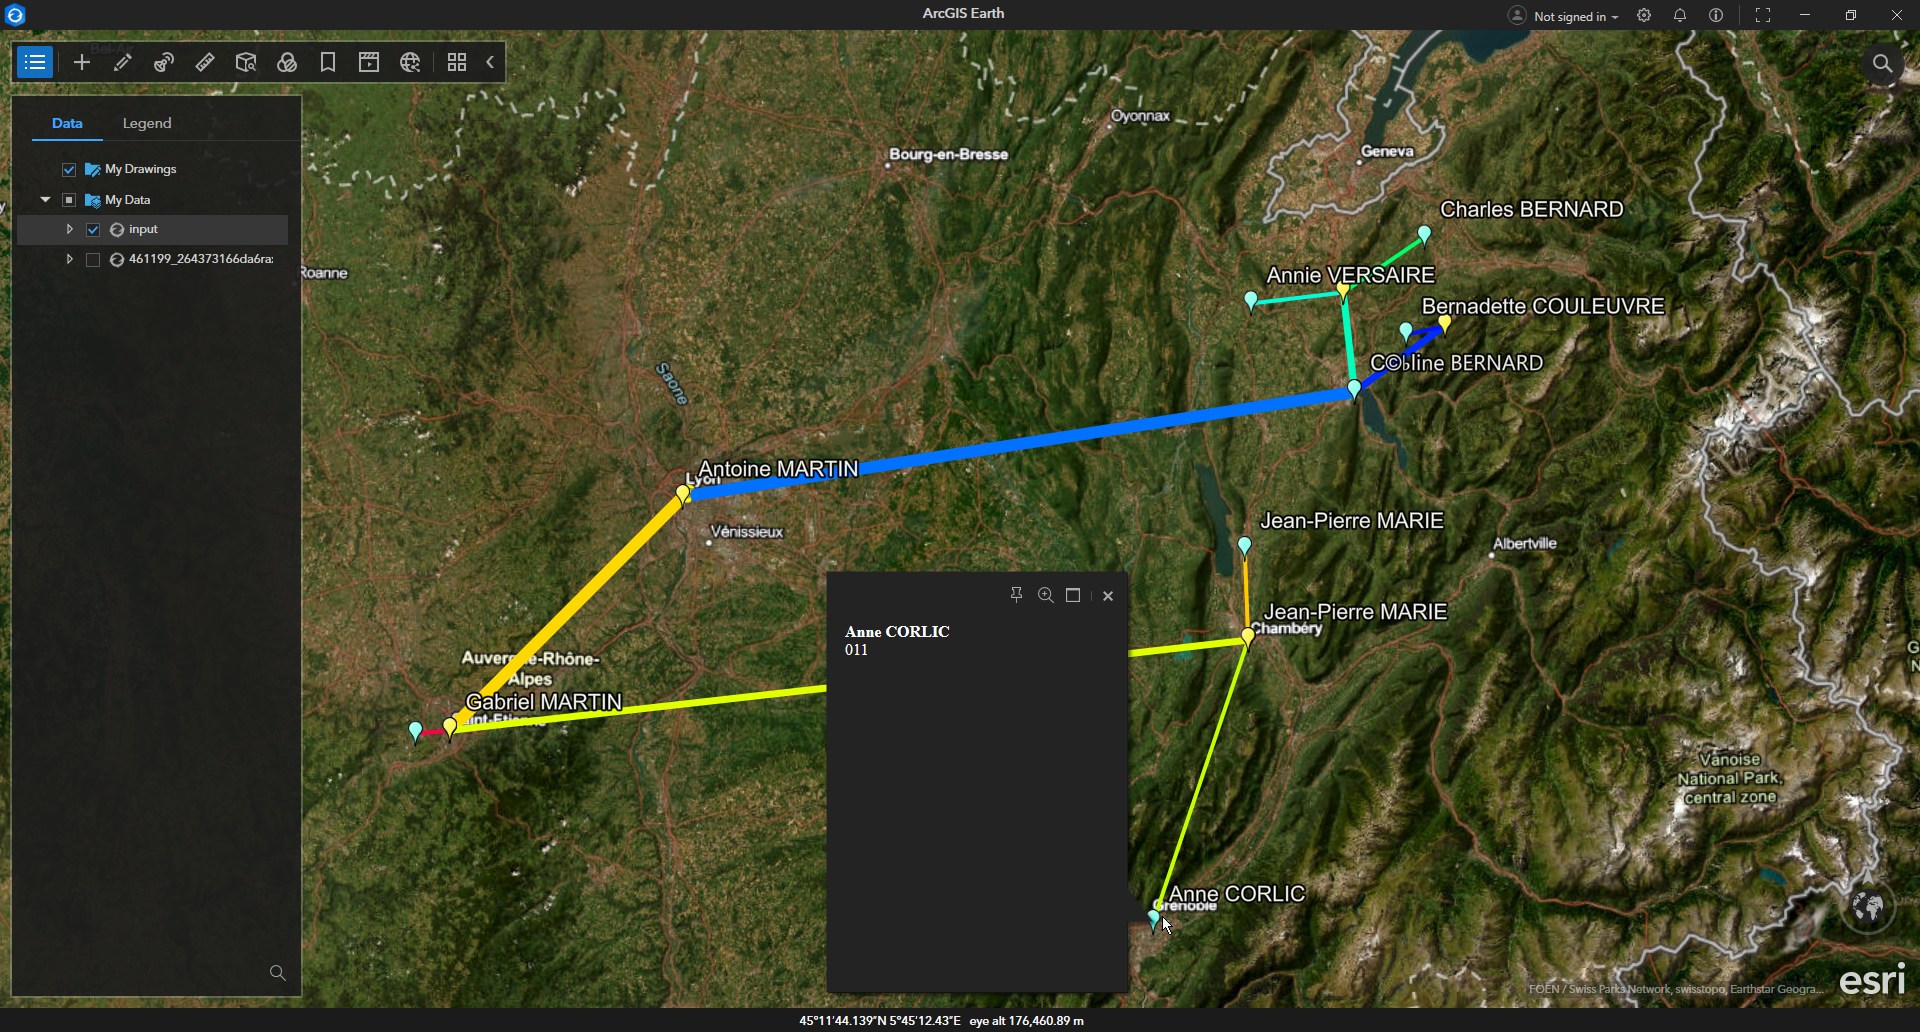 ArcGIS Earth
Not signed in
Data
Legend
My Drawings
My Data
input
461199_264373166da6ra
Bel-Air
Roanne
Oyonnax
Bourg-en-Bresse
Geneva
Charles BERNARD
Annie VERSAIRE
Bernadette COULEUVRE
BERNARD
Saone
Antoine MARTIN
Lyon
Vénissieux
Jean-Pierre MARIE
Albertville
Jean-Pierre MARIE
Chambéry
Anne CORLIC
011
Auvergne-Rhône-
Alpes
Gabriel MARTIN
Saint-Etienne
Vanoise
National Park,
central zone
Anne CORLIC
Grenoble
esri
FOEN / Swiss Parks Network, swisstopo, Earthstar Geogra...
45°11'44.139"N 5°45'12.43"E eye alt 176,460.89 m